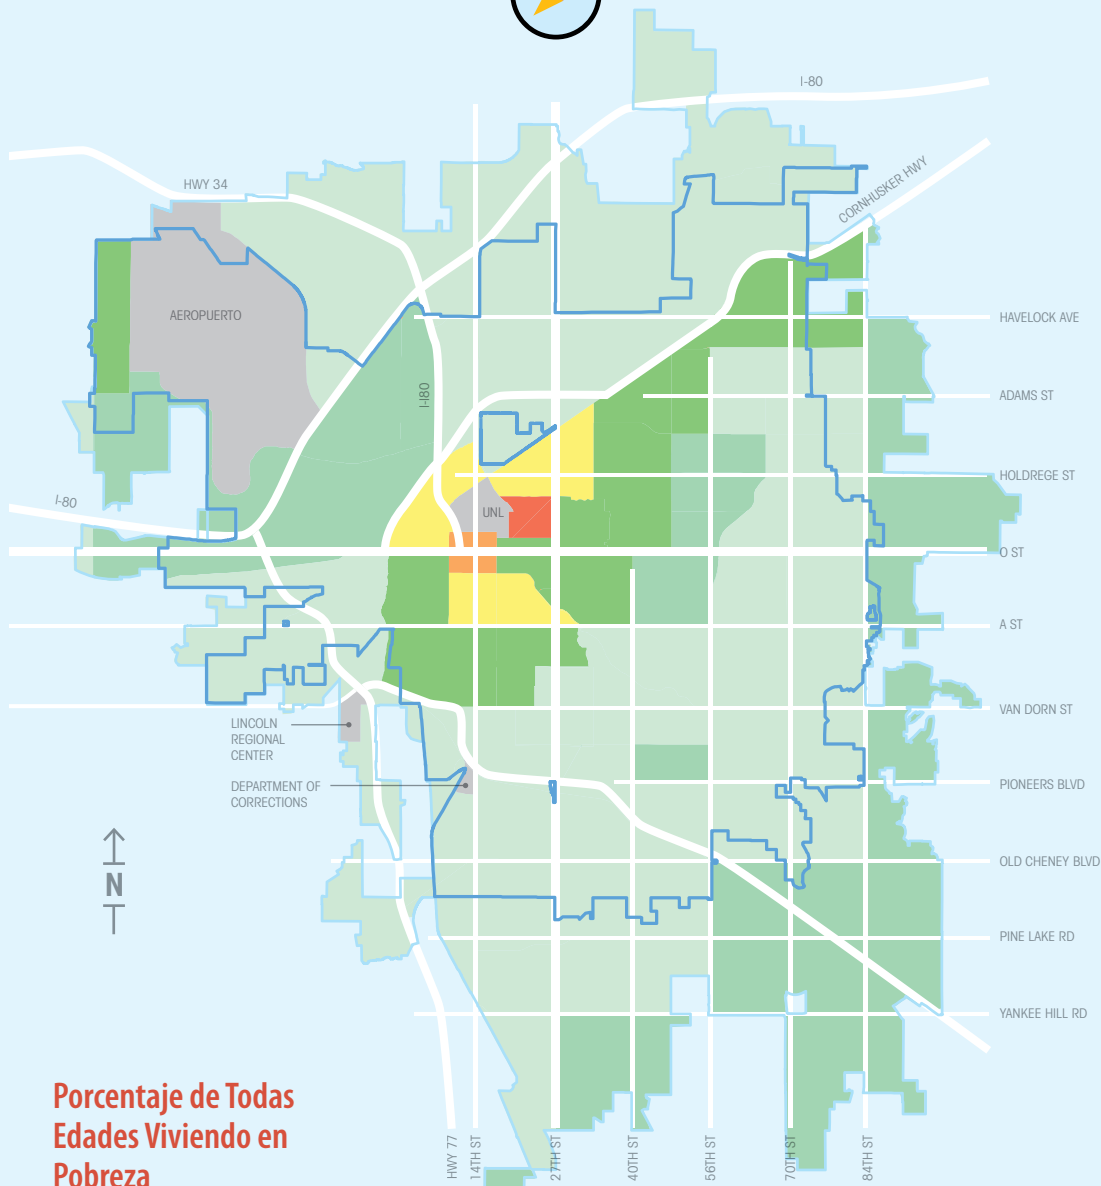 I-80
HWY 34
CORNHUSKER HWY
AEROPUERTO
HAVELOCK AVE
I-180
ADAMS ST
HOLDREGE ST
I-80
UNL
O ST
A ST
LINCOLN
REGIONAL
CENTER
VAN DORN ST
DEPARTMENT OF
CORRECTIONS
PIONEERS BLVD
OLD CHENEY BLVD
N
PINE LAKE RD
YANKEE HILL RD
Porcentaje de Todas
Edades Viviendo en
Pobreza
HWY 77
14TH ST
27TH ST
40TH ST
56TH ST
70TH ST
84TH ST